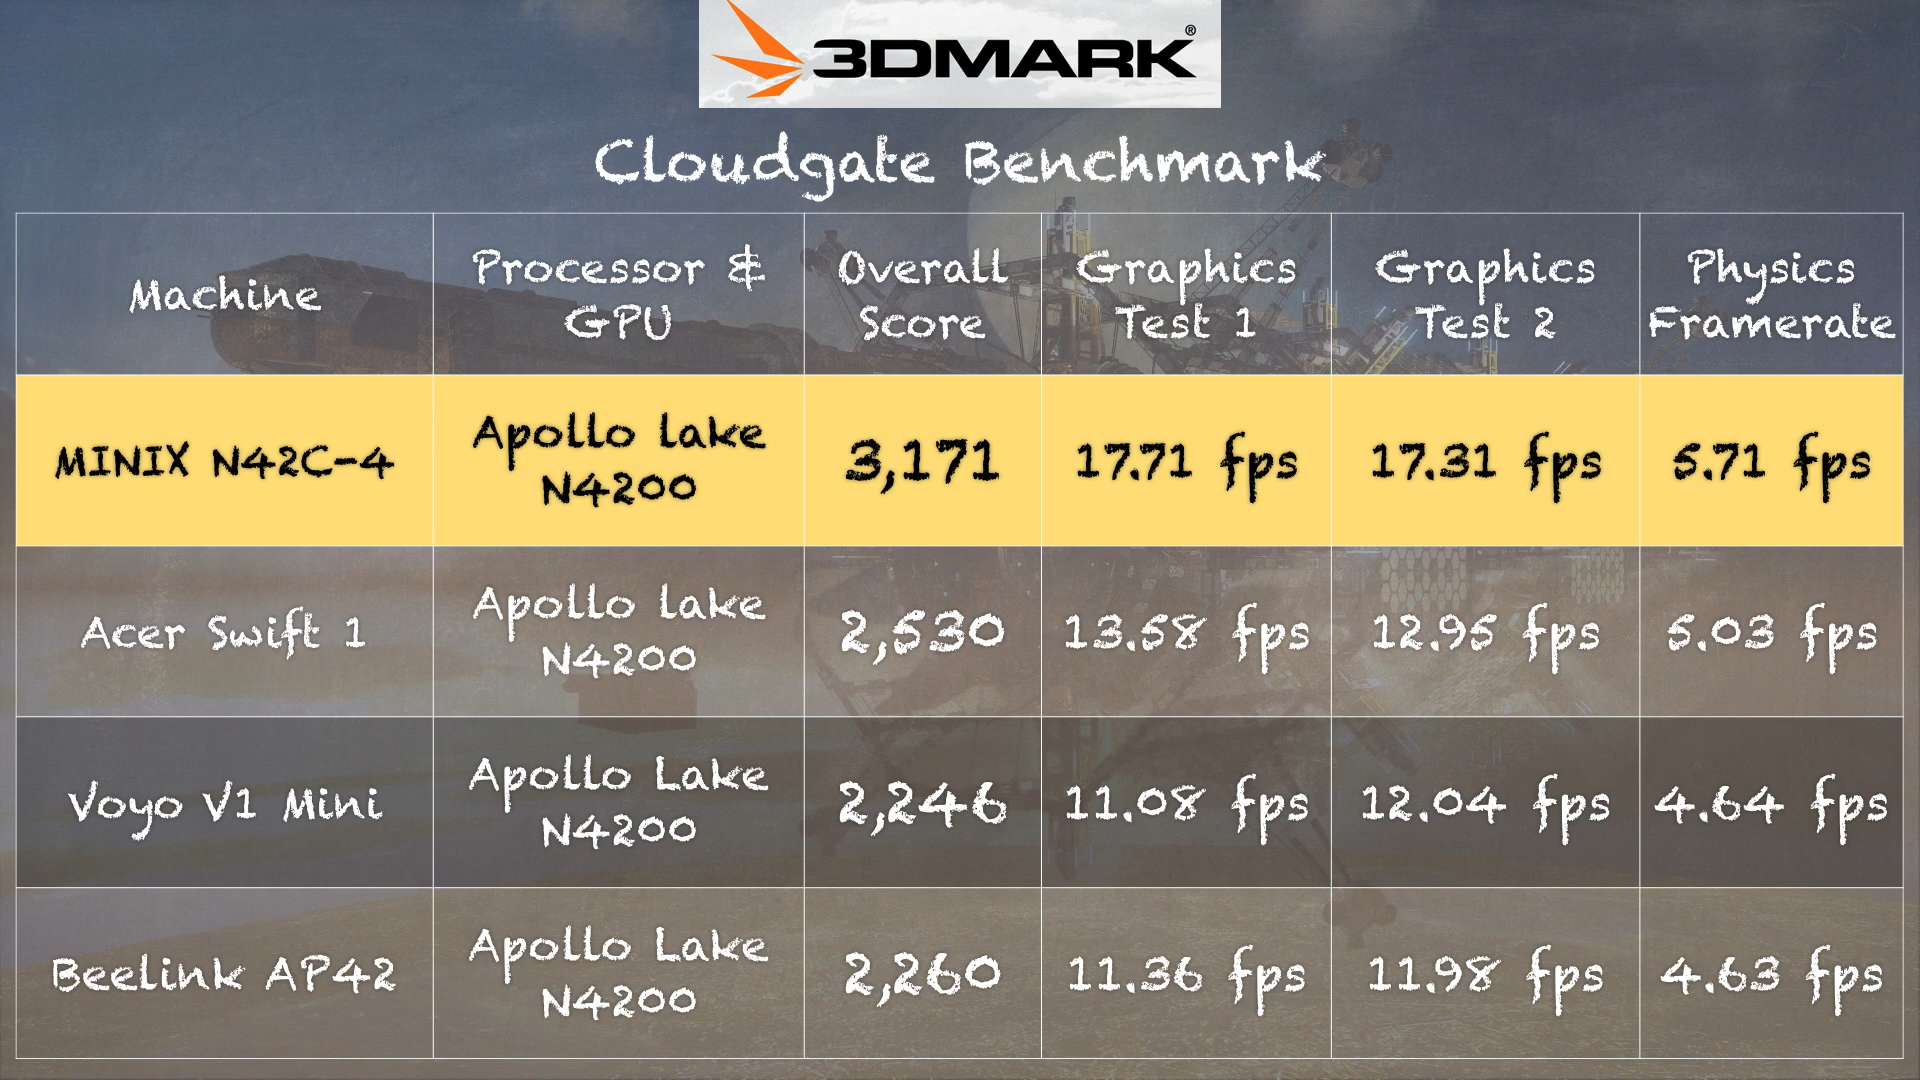 3DMARK®
Cloudgate Benchmark
Machine
Processor &
GPU
Overall
Score
Graphics
Test 1
Graphics
Test 2
Physics
Framerate
MINIX N42C-4
Apollo lake
N4200
3,171
17.71 fps
17.31 fps
5.71 fps
Acer Swift 1
Apollo lake
N4200
2,530
13.58 fps
12.95 fps
5.03 fps
Voyo V1 Mini
Apollo Lake
N4200
2,246
11.08 fps
12.04 fps
4.64 fps
Beelink AP42
Apollo Lake
N4200
2,260
11.36 fps
11.98 fps
4.63 fps